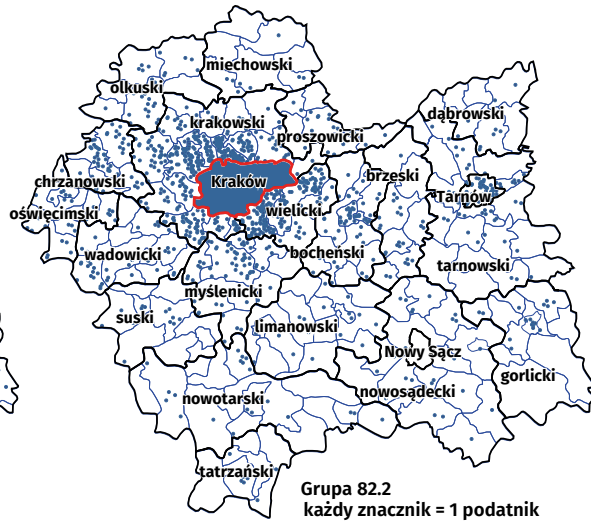 miechowski
olkuski
dąbrowski
krakowski
proszowicki
brzeski
chrzanowski
Kraków
Tarnów
oświęcimski
wielicki
wadowicki
bocheński
tarnowski
myślenicki
suski
limanowski
Nowy Sącz
gorlicki
nowotarski
nowosądecki
tatrzański
Grupa 82.2
każdy znacznik = 1 podatnik